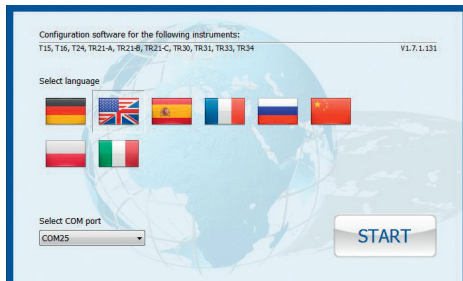 Configuration software for the following instruments:
T15, T16, T24, TR21-A, TR21-B, TR21-C, TR30, TR31, TR33, TR34 V1.7.1.131
Select language
Select COM port
COM25
START